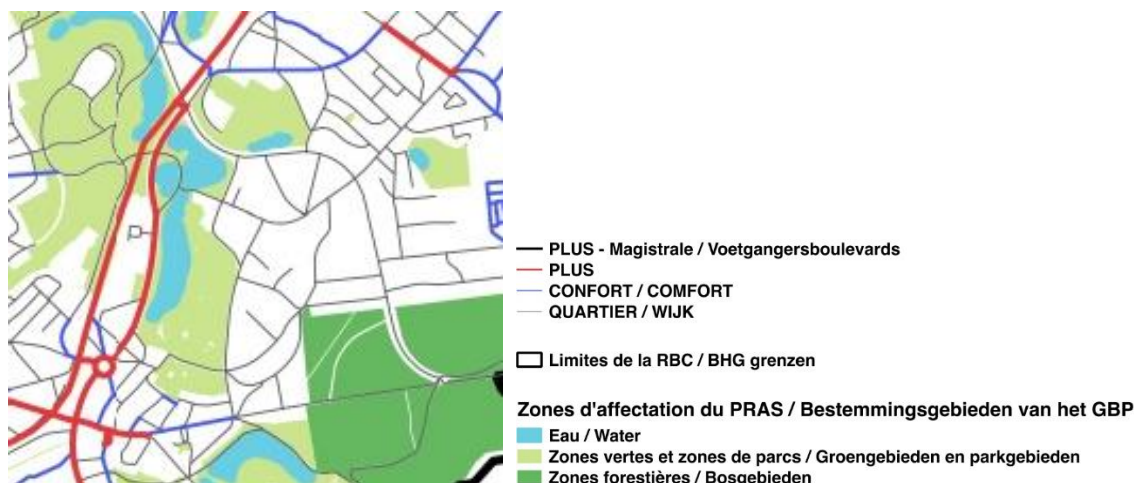 PLUS - Magistrale / Voetgangersboulevards
PLUS
CONFORT / COMFORT
QUARTIER / WIJK
Limites de la RBC / BHG grenzen
Zones d'affectation du PRAS / Bestemmingsgebieden van het GBP
Eau / Water
Zones vertes et zones de parcs / Groengebieden en parkgebieden
Zones forestières / Bosgebieden